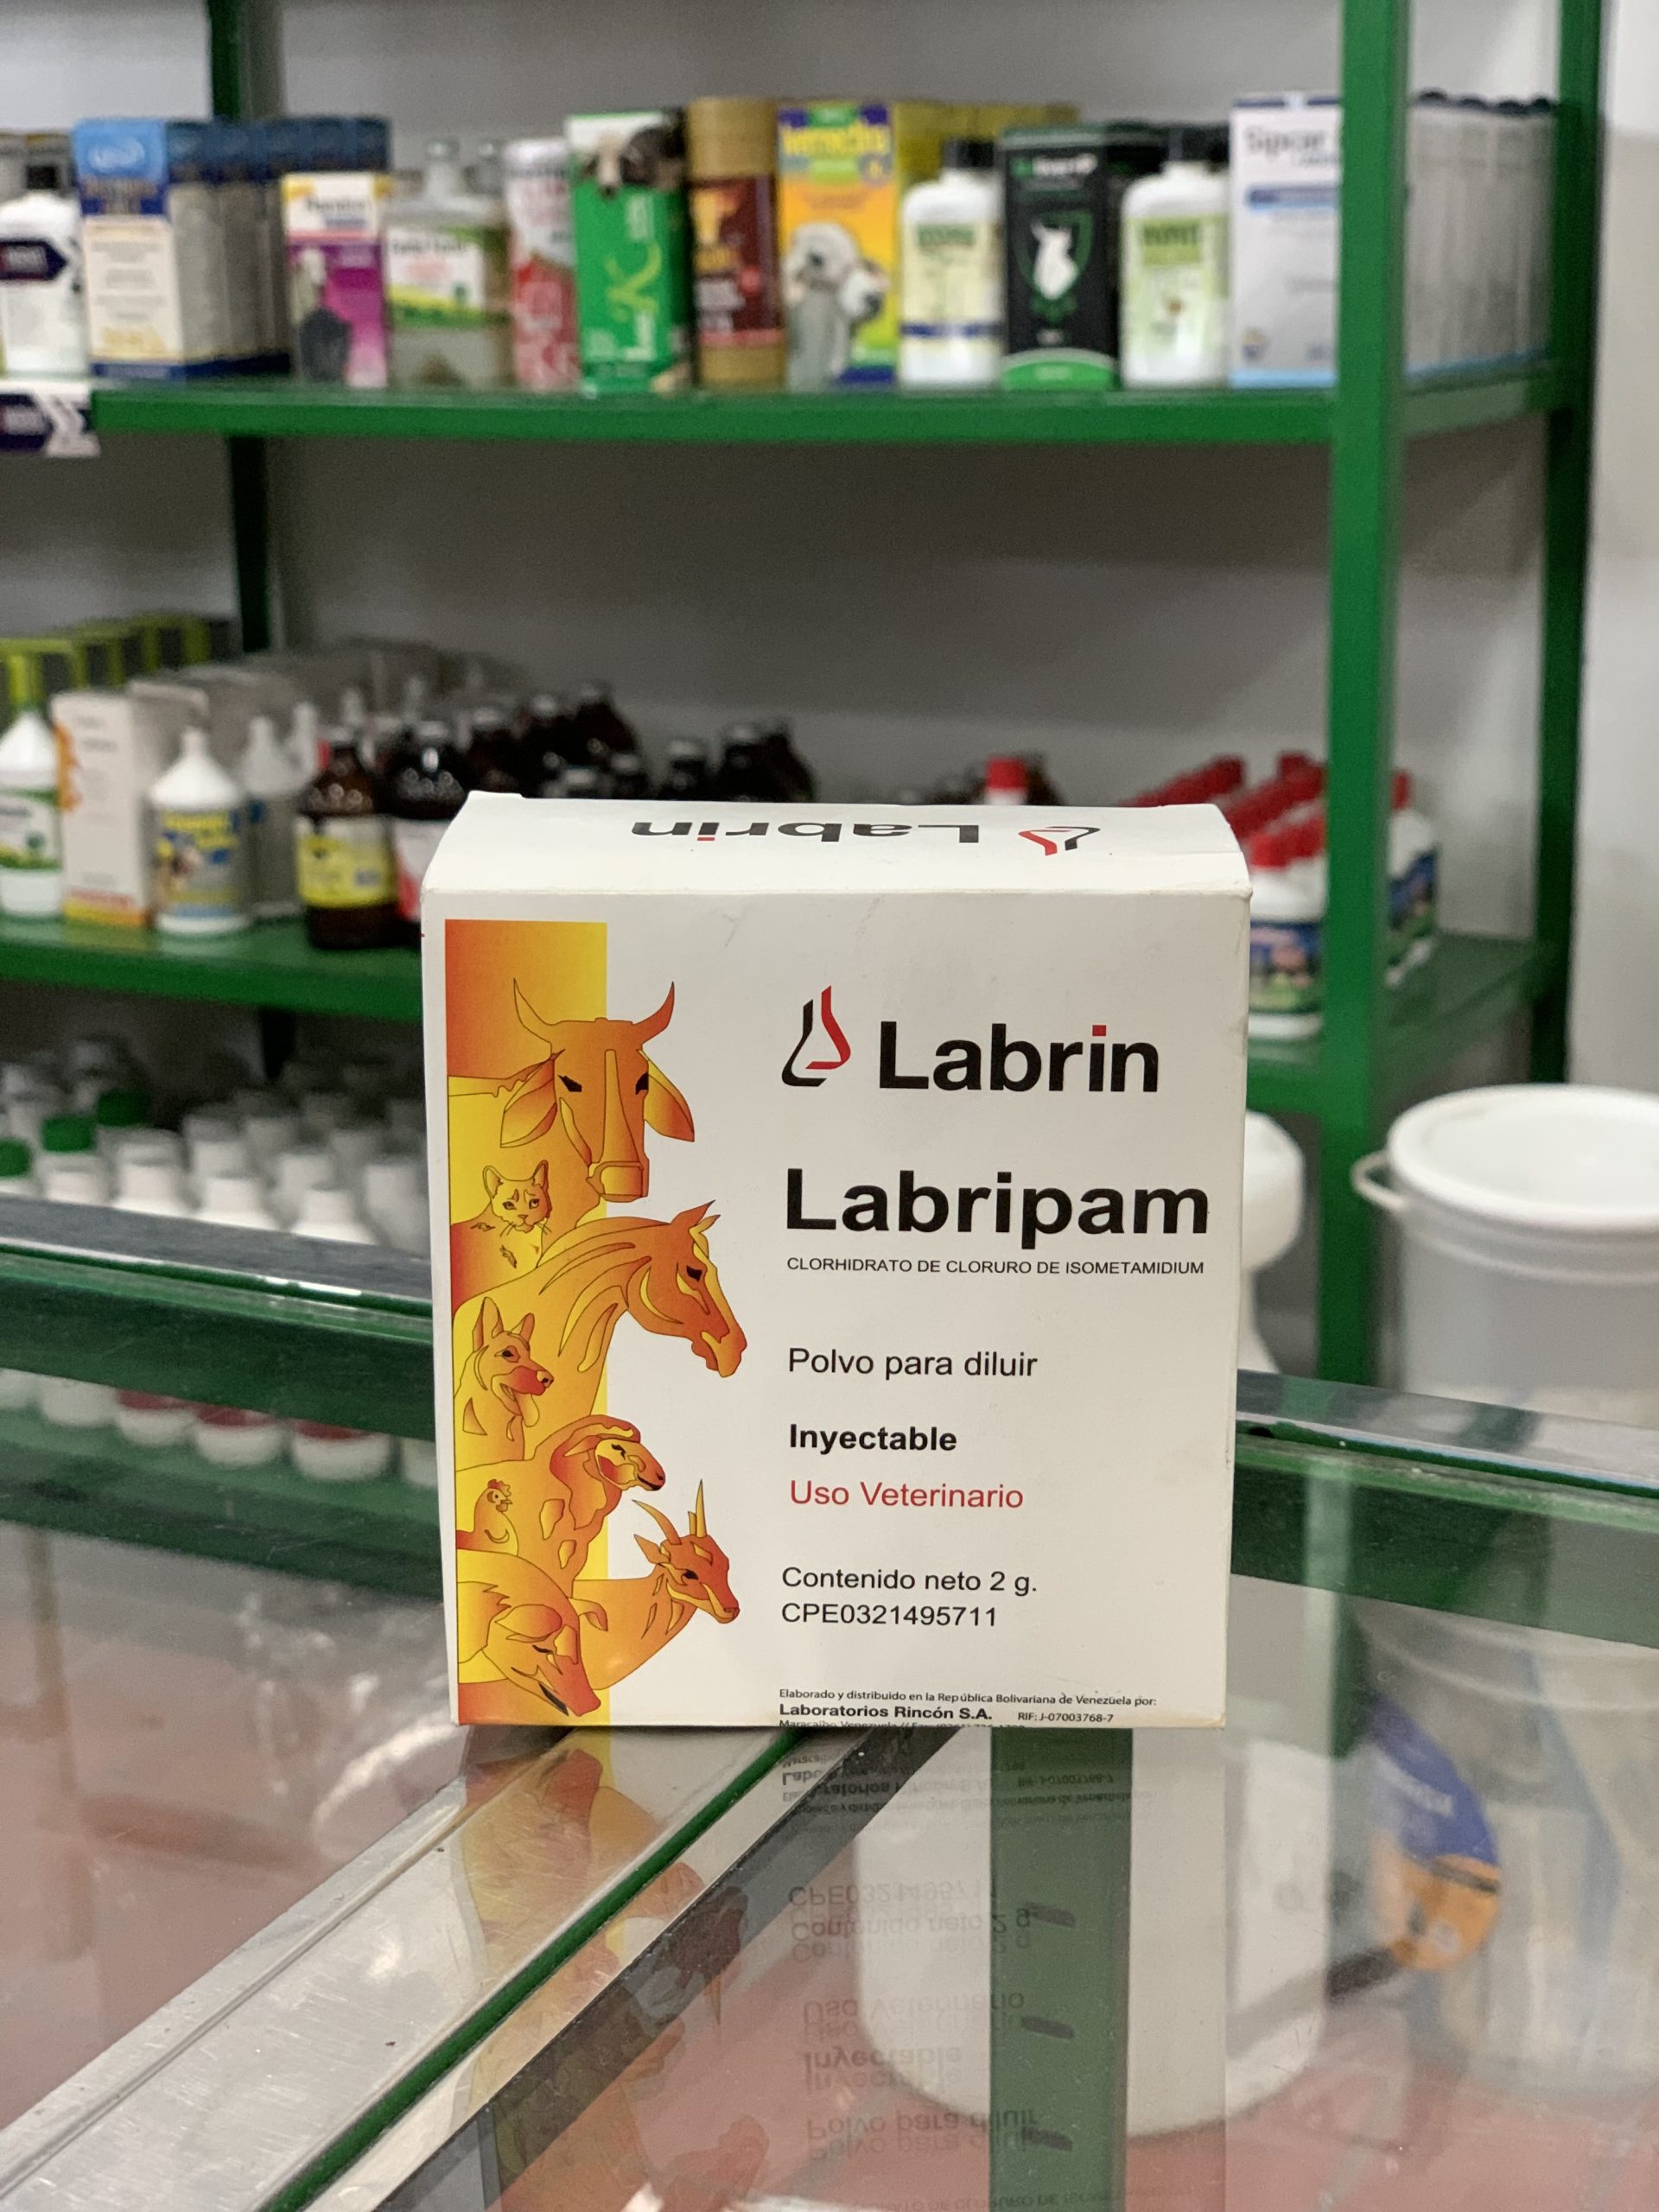 Labrin
Labrin
Labripam
CLORHIDRATO DE CLORURO DE ISOMETAMIDIUM
Polvo para diluir
Inyectable
Uso Veterinario
Contenido neto 2 g.
CPE0321495711
Elaborado y distribuido en la República Bolivariana de Venezuela por:
Laboratorios Rincón S.A. RIF: J-07003768-7